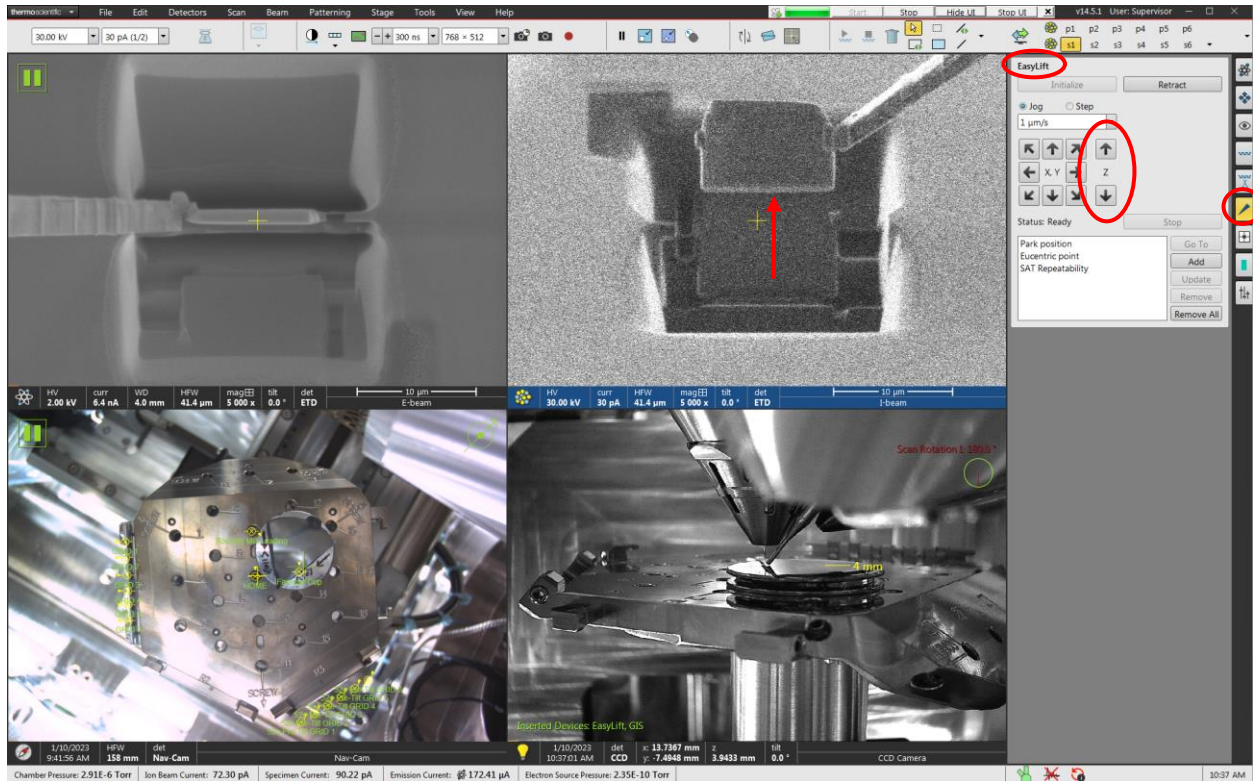 thermoscientific File Edit Detectors Scan Beam Patterning Stage Tools View Help Start Stop Hide UI Stop UI v14.5.1 User: Supervisor
30.00 kV 30 pA (1/2) 300 ns 768 × 512 p1 p2 p3 p4 p5 p6
s1 s2 s3 s4 s5 s6
EasyLift
Initialize Retract
Jog Step
1 µm/s
X, Y Z
Status: Ready Stop
Park position Go To
Eucentric point Add
SAT Repeatability
Update
Remove
Remove All
HV curr WD HFW mag tilt det 10 µm
2.00 kV 6.4 nA 4.0 mm 41.4 µm 5 000 x 0.0 ° ETD E-beam
HV curr HFW mag tilt det 10 µm
30.00 kV 30 pA 41.4 µm 5 000 x 0.0 ° ETD I-beam
HOME
SCREW
GRID 4
GRID 1
1/10/2023 HFW det
9:41:56 AM 158 mm Nav-Cam Nav-Cam
Scan Rotation I: 180.0 °
4 mm
Inserted Devices: EasyLift, GIS
1/10/2023 det x: 13.7367 mm z tilt
10:37:01 AM CCD y: -7.4948 mm 3.9433 mm 0.0 ° CCD Camera
Chamber Pressure: 2.91E-6 Torr Ion Beam Current: 72.30 pA Specimen Current: 90.22 pA Emission Current: 172.41 µA Electron Source Pressure: 2.35E-10 Torr 10:37 AM